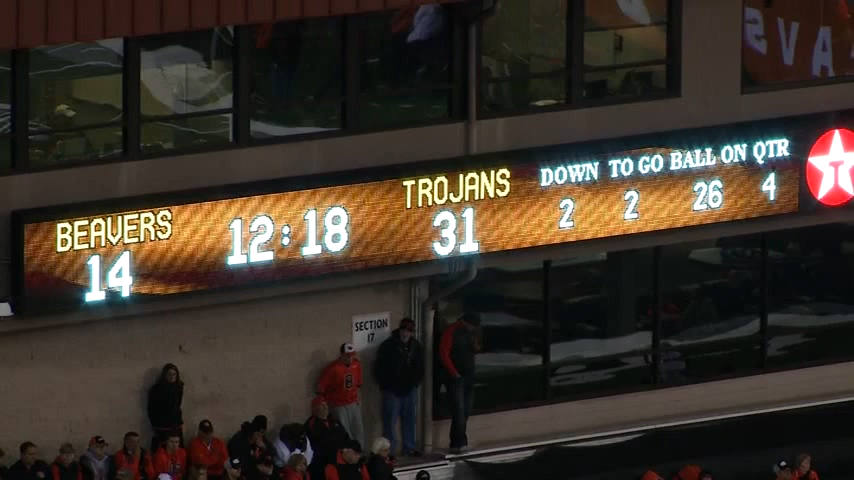 BEAVERS 12:18 TROJANS DOWN TO GO BALL ON QTR
14 31 2 2 26 4
T
SECTION
17